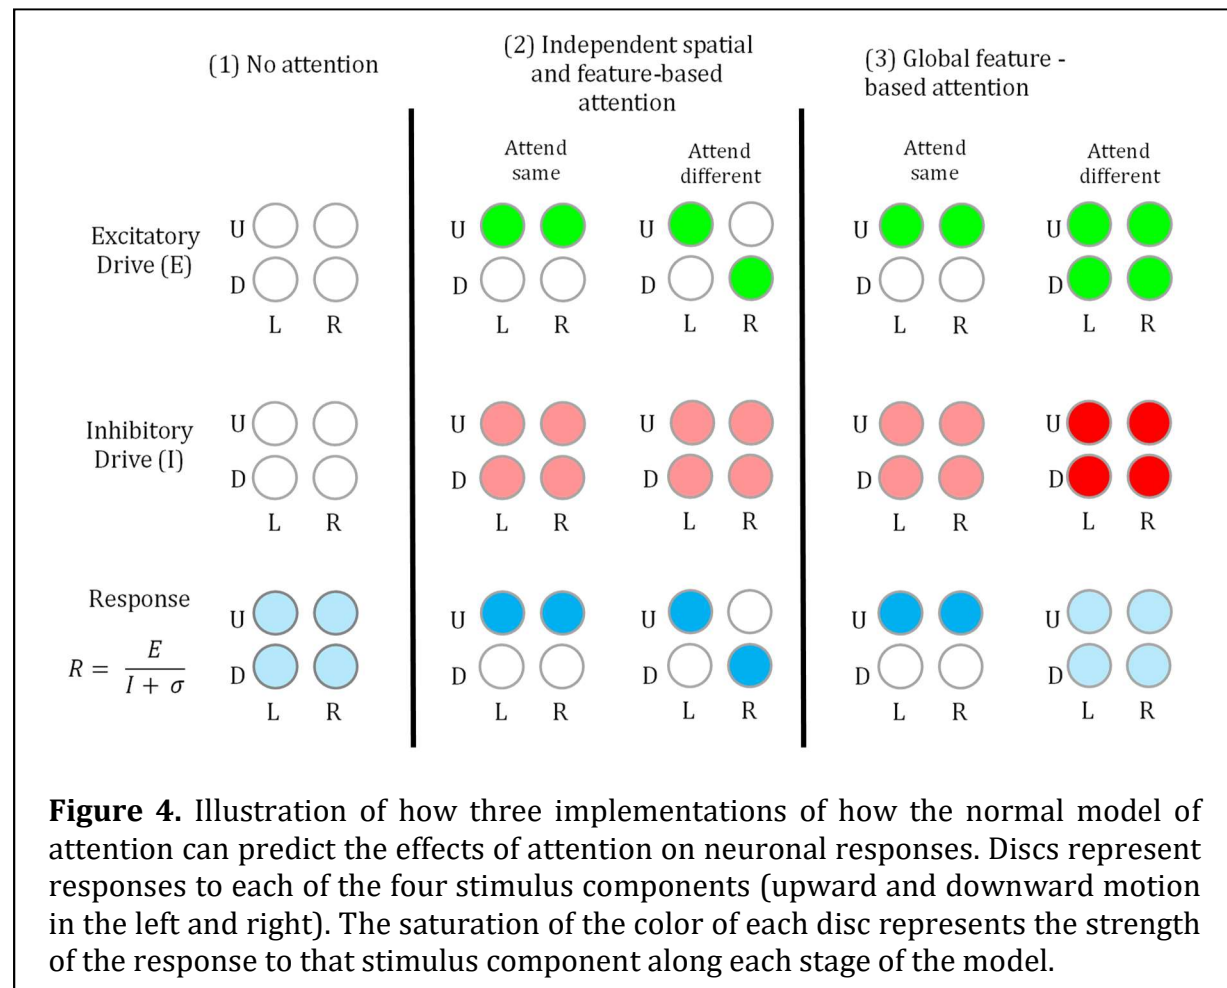 (1) No attention
(2) Independent spatial
and feature-based
attention
(3) Global feature -
based attention
Attend
same
Attend
different
Attend
same
Attend
different
Excitatory
Drive (E)
U
D
L R
U
D
L R
U
D
L R
U
D
L R
U
D
L R
Inhibitory
Drive (I)
U
D
L R
U
D
L R
U
D
L R
U
D
L R
U
D
L R
Response
R = E / (I + σ)
U
D
L R
U
D
L R
U
D
L R
U
D
L R
U
D
L R
Figure 4. Illustration of how three implementations of how the normal model of
attention can predict the effects of attention on neuronal responses. Discs represent
responses to each of the four stimulus components (upward and downward motion
in the left and right). The saturation of the color of each disc represents the strength
of the response to that stimulus component along each stage of the model.